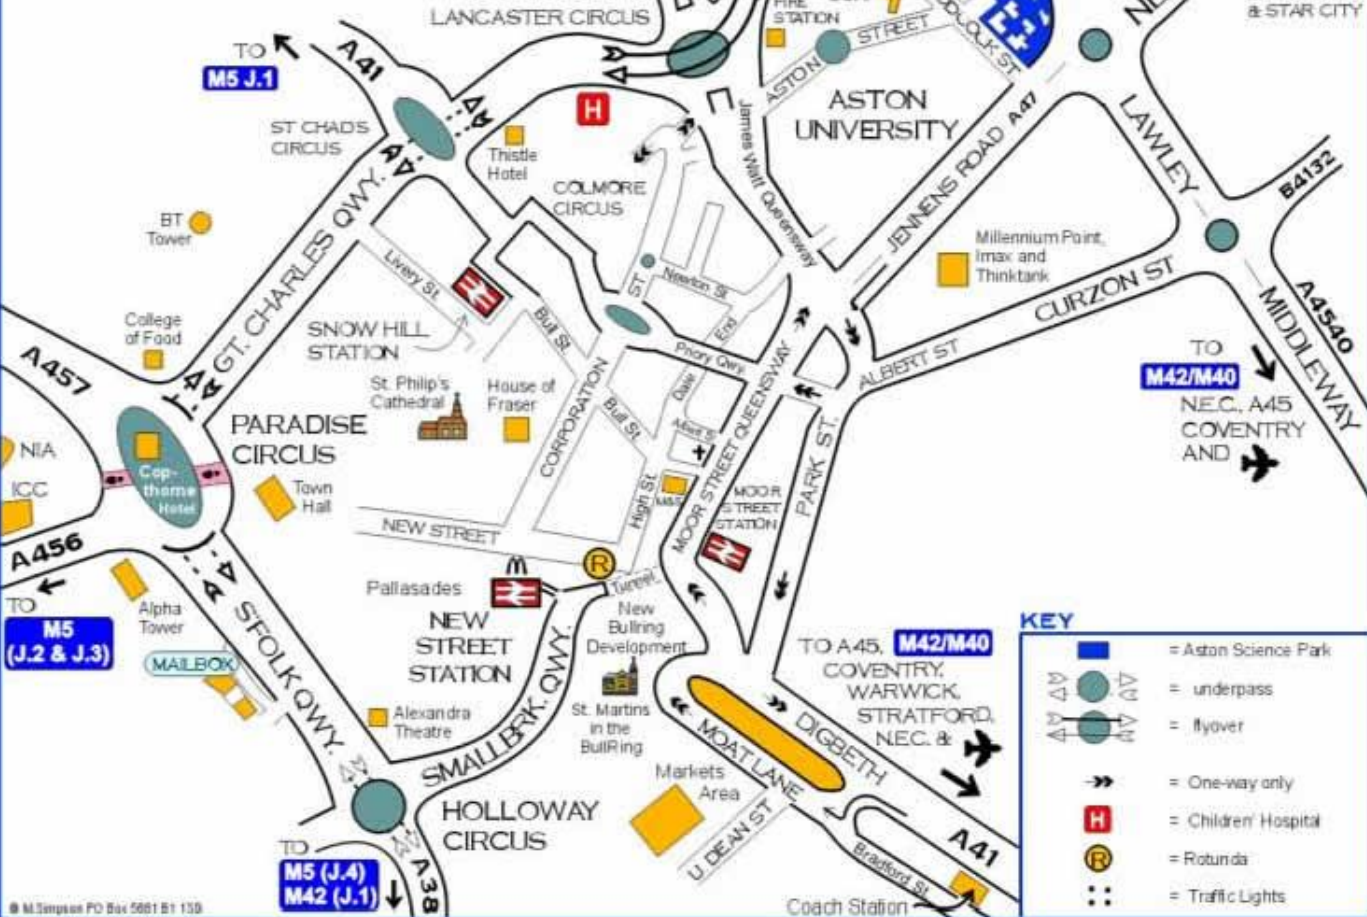 LANCASTER CIRCUS
FIRE
STATION
& STAR CITY
TO
M5 J.1
A41
ASTON STREET
ASTON
UNIVERSITY
JENNENS ROAD A47
LAWLEY
MIDDLEWAY
B4132
A4540
ST CHADS
CIRCUS
H
Thistle
Hotel
COLMORE
CIRCUS
James Watt Queensway
BT
Tower
GT. CHARLES QWY.
Livery St.
SNOW HILL
STATION
Newton St.
ST
Millennium Point,
Imax and
Thinktank
CURZON ST
ALBERT ST
TO
M42/M40
N.E.C., A45
COVENTRY
AND
College
of Food
A457
NIA
ICC
Cop-
thorne
Hotel
PARADISE
CIRCUS
Town
Hall
St. Philip's
Cathedral
House of
Fraser
Bull St.
Bull St.
CORPORATION
Priory Qwy
Dale
End
Albert S
M&S
High St.
MOOR STREET QUEENSWAY
MOOR
STREET
STATION
PARK ST.
NEW STREET
R
Tunnel
A456
TO
M5
(J.2 & J.3)
Alpha
Tower
MAILBOX
SFOLK QWY.
Pallasades
NEW
STREET
STATION
New
Bullring
Development
St. Martins
in the
BullRing
Alexandra
Theatre
SMALLBRK. QWY.
HOLLOWAY
CIRCUS
TO
M5 (J.4)
M42 (J.1)
A38
Markets
Area
MOAT LANE
DIGBETH
U. DEAN ST
Bradford St.
Coach Station
A41
TO A45, M42/M40
COVENTRY,
WARWICK,
STRATFORD,
N.E.C. &
KEY
= Aston Science Park
= underpass
= flyover
= One-way only
H = Children' Hospital
R = Rotunda
= Traffic Lights